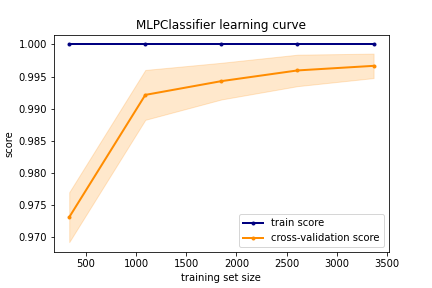 MLPClassifier learning curve
1.000
0.995
0.990
0.985
0.980
0.975
0.970
score
train score
cross-validation score
500 1000 1500 2000 2500 3000 3500
training set size